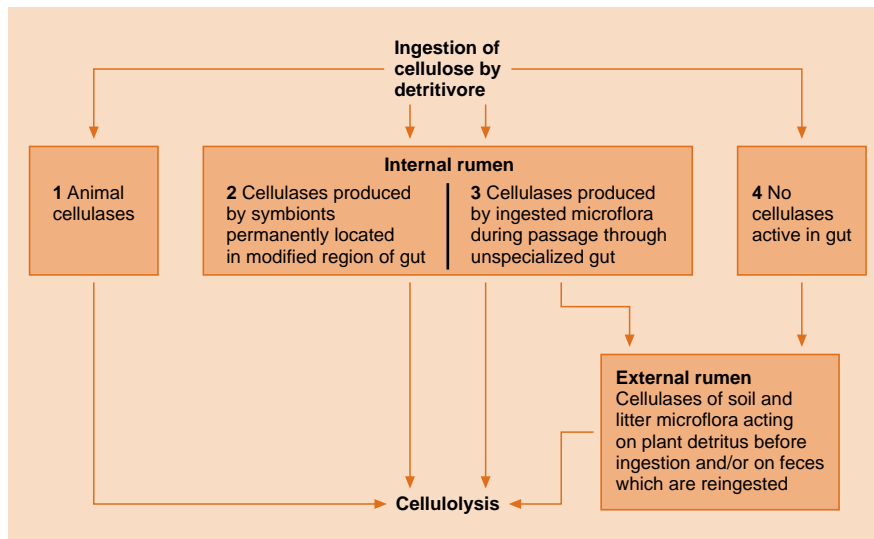 Ingestion of
cellulose by
detritivore
1 Animal
cellulases
Internal rumen
2 Cellulases produced
by symbionts
permanently located
in modified region of gut
3 Cellulases produced
by ingested microflora
during passage through
unspecialized gut
4 No
cellulases
active in gut
External rumen
Cellulases of soil and
litter microflora acting
on plant detritus before
ingestion and/or on feces
which are reingested
Cellulolysis